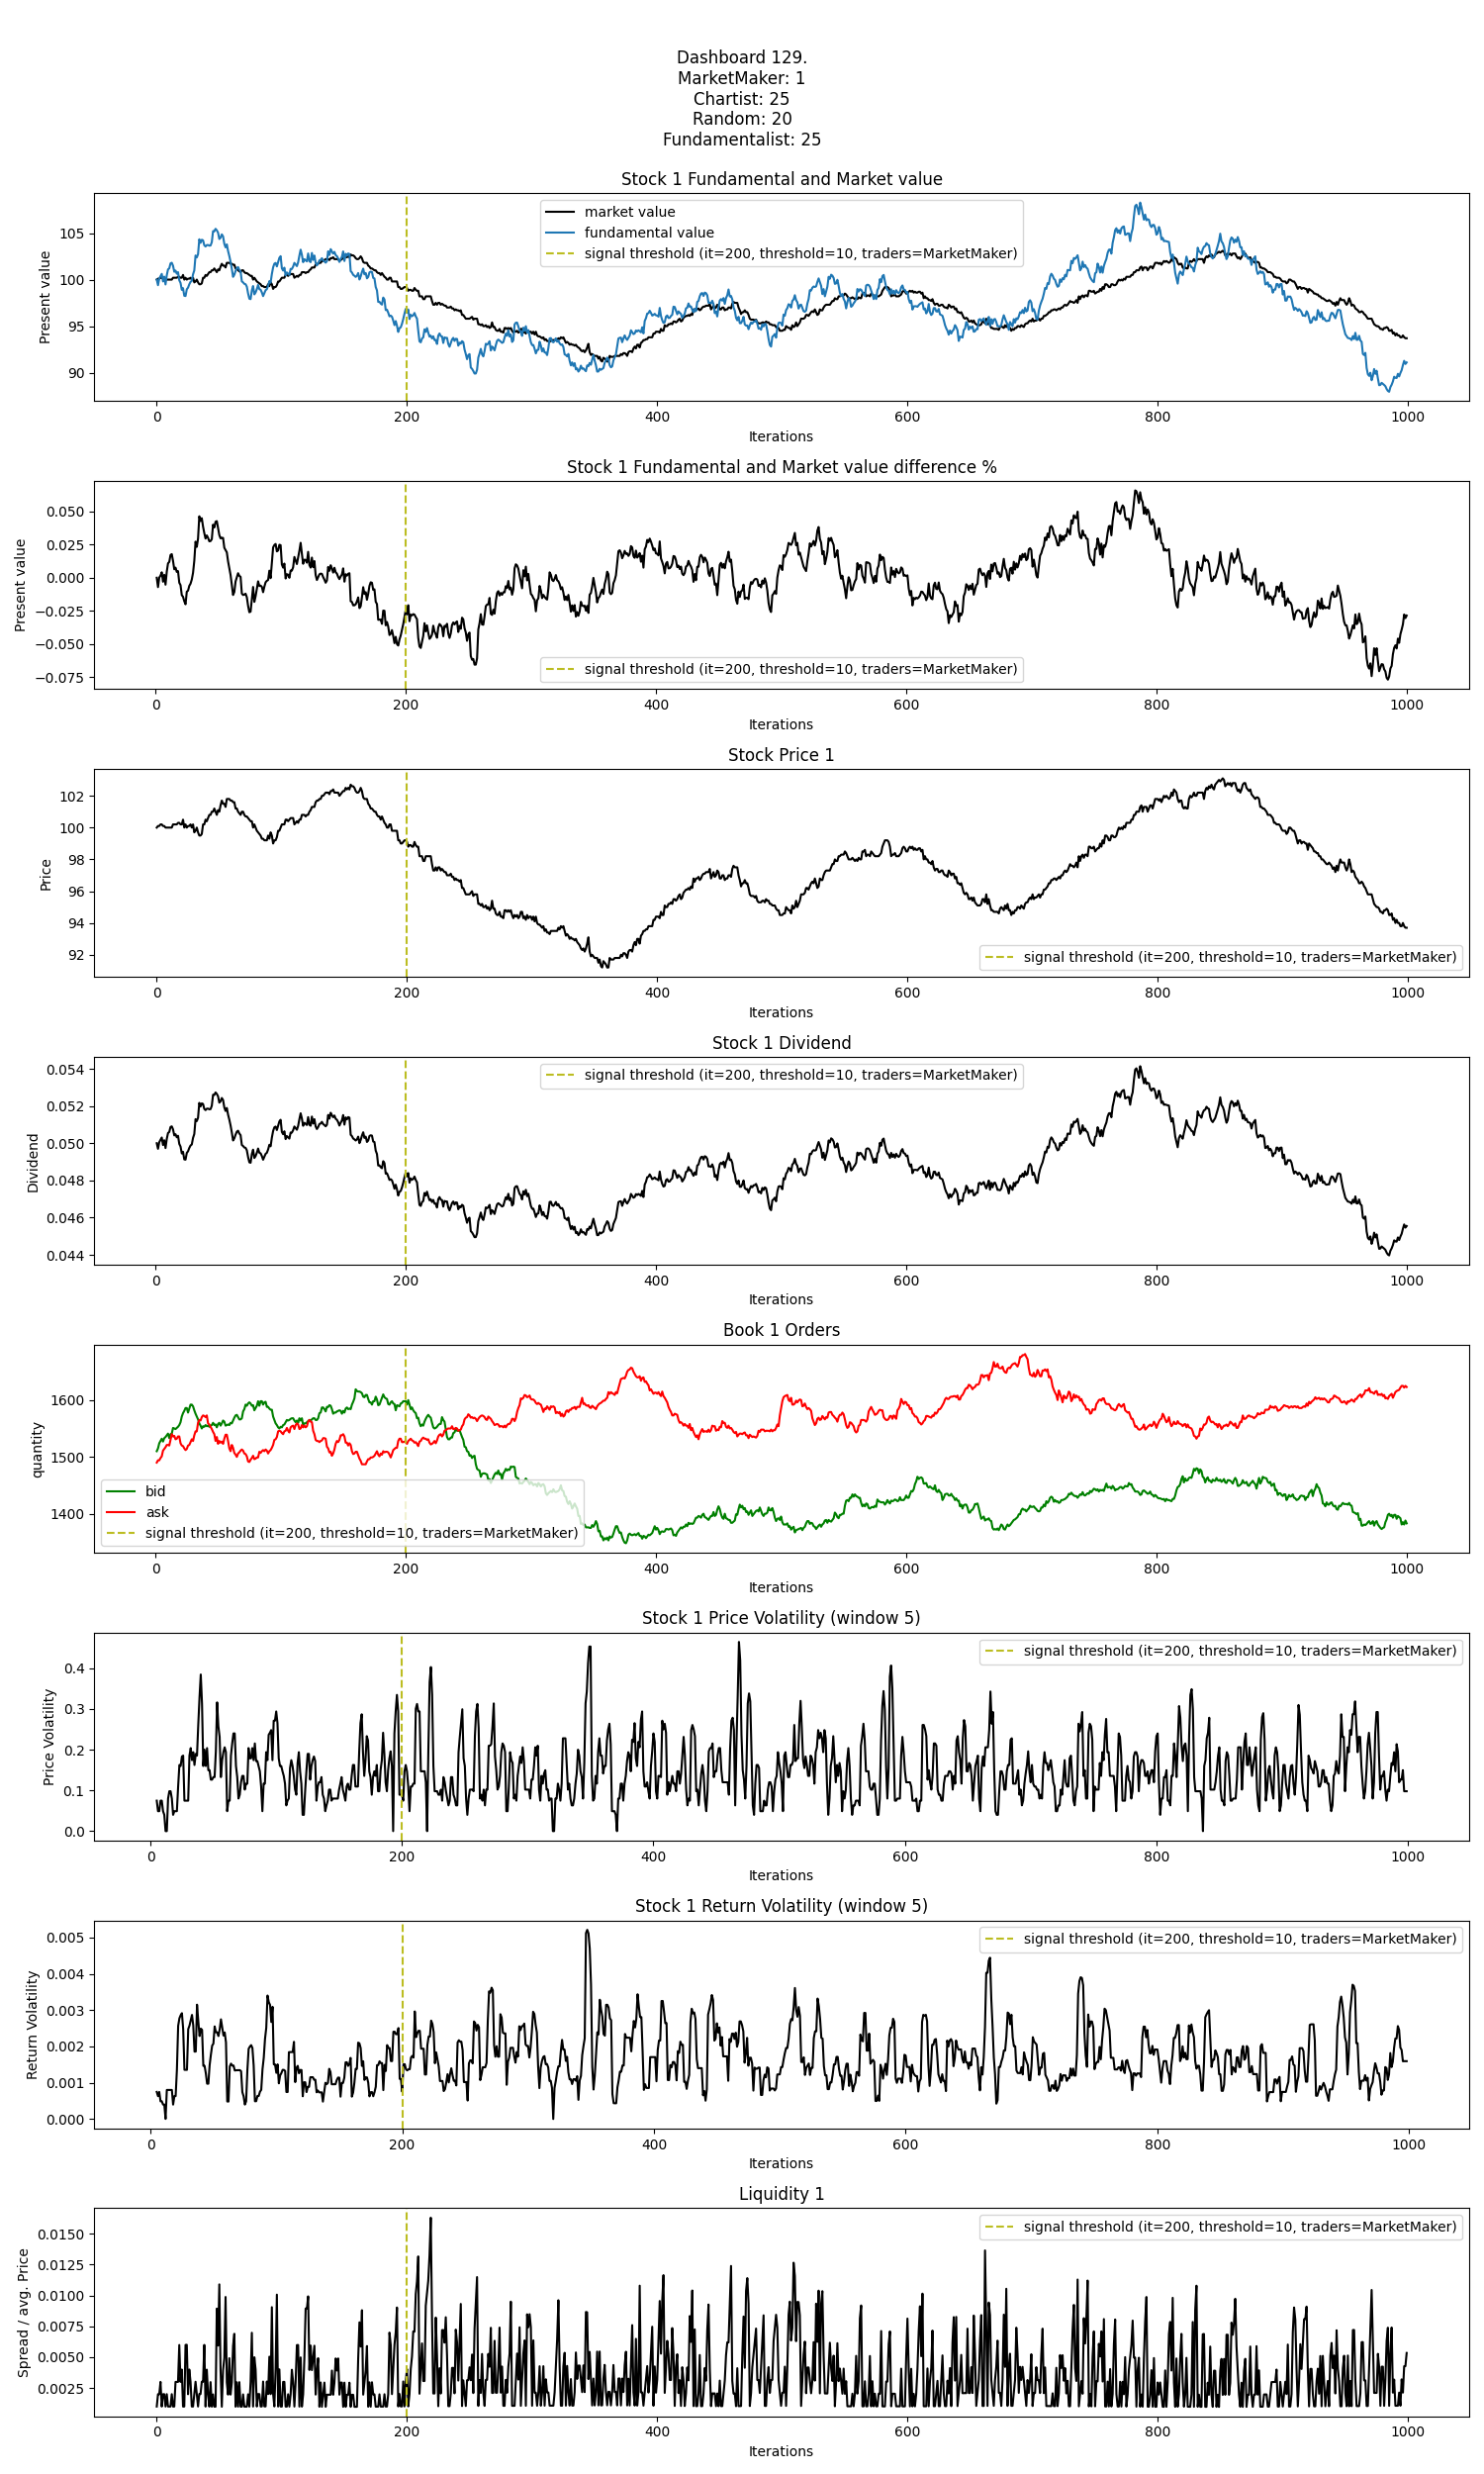 Dashboard 129.
MarketMaker: 1
Chartist: 25
Random: 20
Fundamentalist: 25
Stock 1 Fundamental and Market value
market value
fundamental value
signal threshold (it=200, threshold=10, traders=MarketMaker)
Present value
105
100
95
90
0 200 400 600 800 1000
Iterations
Stock 1 Fundamental and Market value difference %
Present value
0.050
0.025
0.000
−0.025
−0.050
−0.075
signal threshold (it=200, threshold=10, traders=MarketMaker)
0 200 400 600 800 1000
Iterations
Stock Price 1
Price
102
100
98
96
94
92
signal threshold (it=200, threshold=10, traders=MarketMaker)
0 200 400 600 800 1000
Iterations
Stock 1 Dividend
signal threshold (it=200, threshold=10, traders=MarketMaker)
Dividend
0.054
0.052
0.050
0.048
0.046
0.044
0 200 400 600 800 1000
Iterations
Book 1 Orders
quantity
1600
1500
1400
bid
ask
signal threshold (it=200, threshold=10, traders=MarketMaker)
0 200 400 600 800 1000
Iterations
Stock 1 Price Volatility (window 5)
signal threshold (it=200, threshold=10, traders=MarketMaker)
Price Volatility
0.4
0.3
0.2
0.1
0.0
0 200 400 600 800 1000
Iterations
Stock 1 Return Volatility (window 5)
signal threshold (it=200, threshold=10, traders=MarketMaker)
Return Volatility
0.005
0.004
0.003
0.002
0.001
0.000
0 200 400 600 800 1000
Iterations
Liquidity 1
signal threshold (it=200, threshold=10, traders=MarketMaker)
Spread / avg. Price
0.0150
0.0125
0.0100
0.0075
0.0050
0.0025
0 200 400 600 800 1000
Iterations